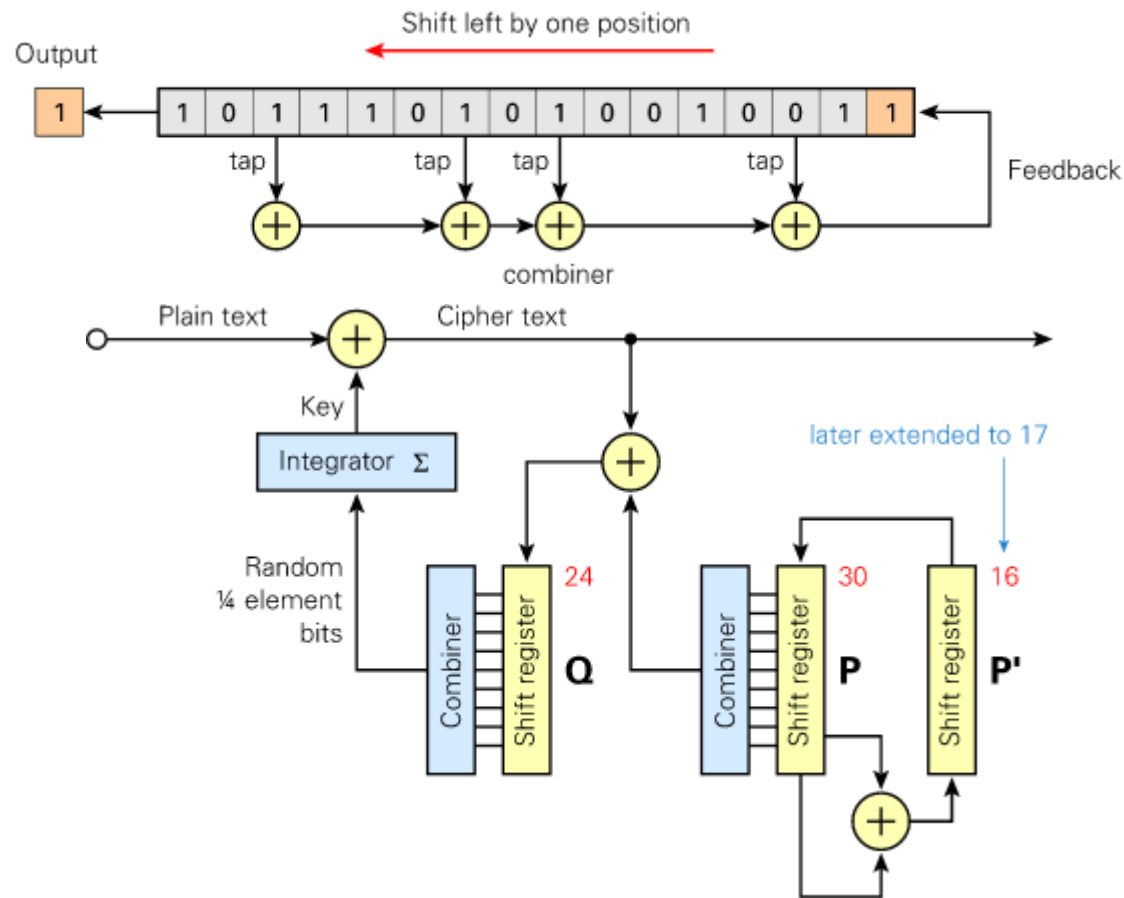 Shift left by one position
Output
1
1 0 1 1 1 0 1 0 1 0 0 1 0 0 1 1
tap
tap
tap
tap
Feedback
+ + + +
combiner
Plain text
+
Cipher text
Key
later extended to 17
Integrator Σ
+
Random
¼ element
bits
Combiner
Shift register
24
Q
Combiner
Shift register
30
P
Shift register
16
P'
+